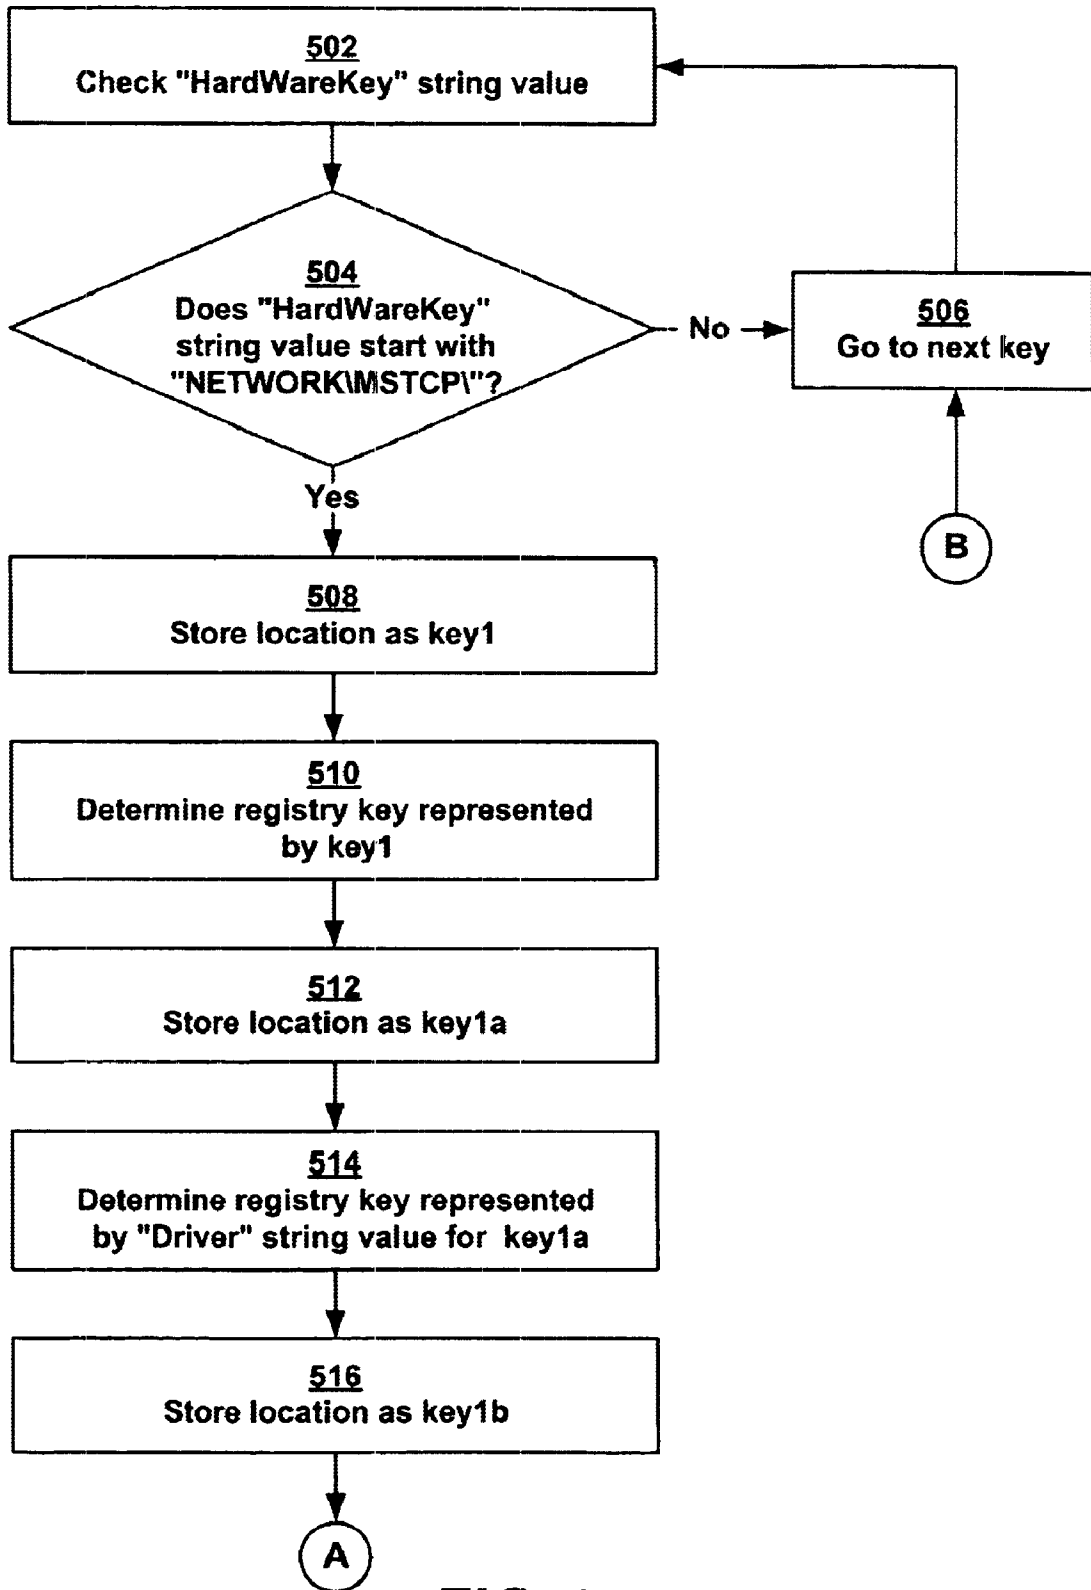 502
Check "HardWareKey" string value
504
Does "HardWareKey"
string value start with
"NETWORK\MSTCP\"?
No
506
Go to next key
B
Yes
508
Store location as key1
510
Determine registry key represented
by key1
512
Store location as key1a
514
Determine registry key represented
by "Driver" string value for key1a
516
Store location as key1b
A